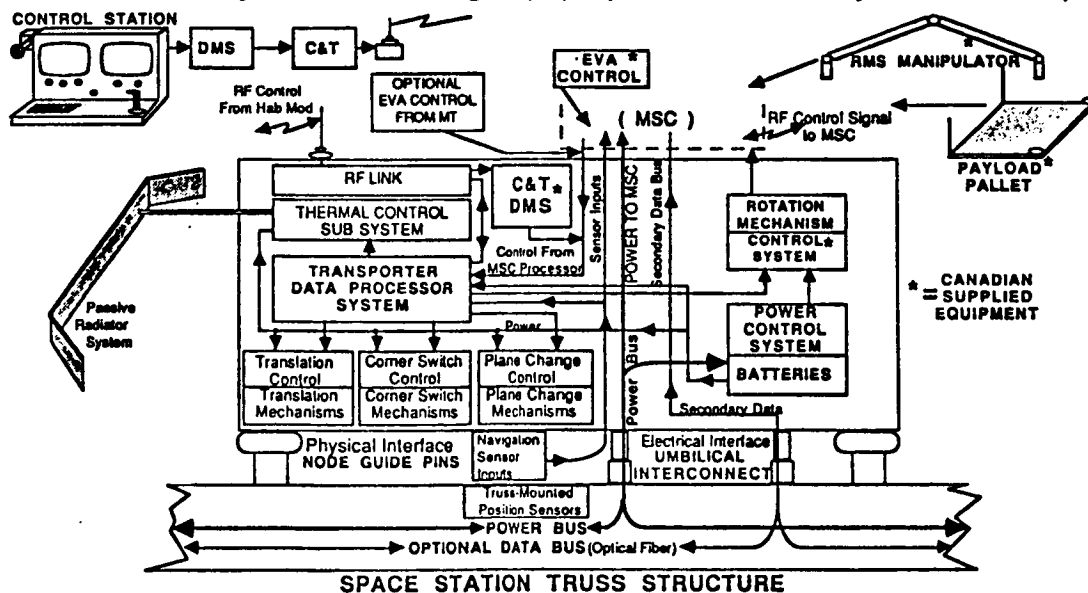 CONTROL STATION
DMS
C&T
EVA *
CONTROL
OPTIONAL
EVA CONTROL
FROM MT
RF Control
From Hab Mod
( MSC )
*
RMS MANIPULATOR
RF Control Signal
to MSC
PAYLOAD *
PALLET
RF LINK
C&T*
DMS
THERMAL CONTROL
SUB SYSTEM
Control From
MSC Processor
TRANSPORTER
DATA PROCESSOR
SYSTEM
Sensor Inputs
POWER TO MSC
Secondary Data Bus
ROTATION
MECHANISM
CONTROL*
SYSTEM
* = CANADIAN
SUPPLIED
EQUIPMENT
Passive
Radiator
System
Power
Power Bus
POWER
CONTROL
SYSTEM
BATTERIES
Translation
Control
Translation
Mechanisms
Corner Switch
Control
Corner Switch
Mechanisms
Plane Change
Control
Plane Change
Mechanisms
Secondary Data
Physical Interface
NODE GUIDE PINS
Navigation
Sensor
Inputs
Electrical Interface
UMBILICAL
INTERCONNECT
Truss-Mounted
Position Sensors
POWER BUS
OPTIONAL DATA BUS (Optical Fiber)
SPACE STATION TRUSS STRUCTURE